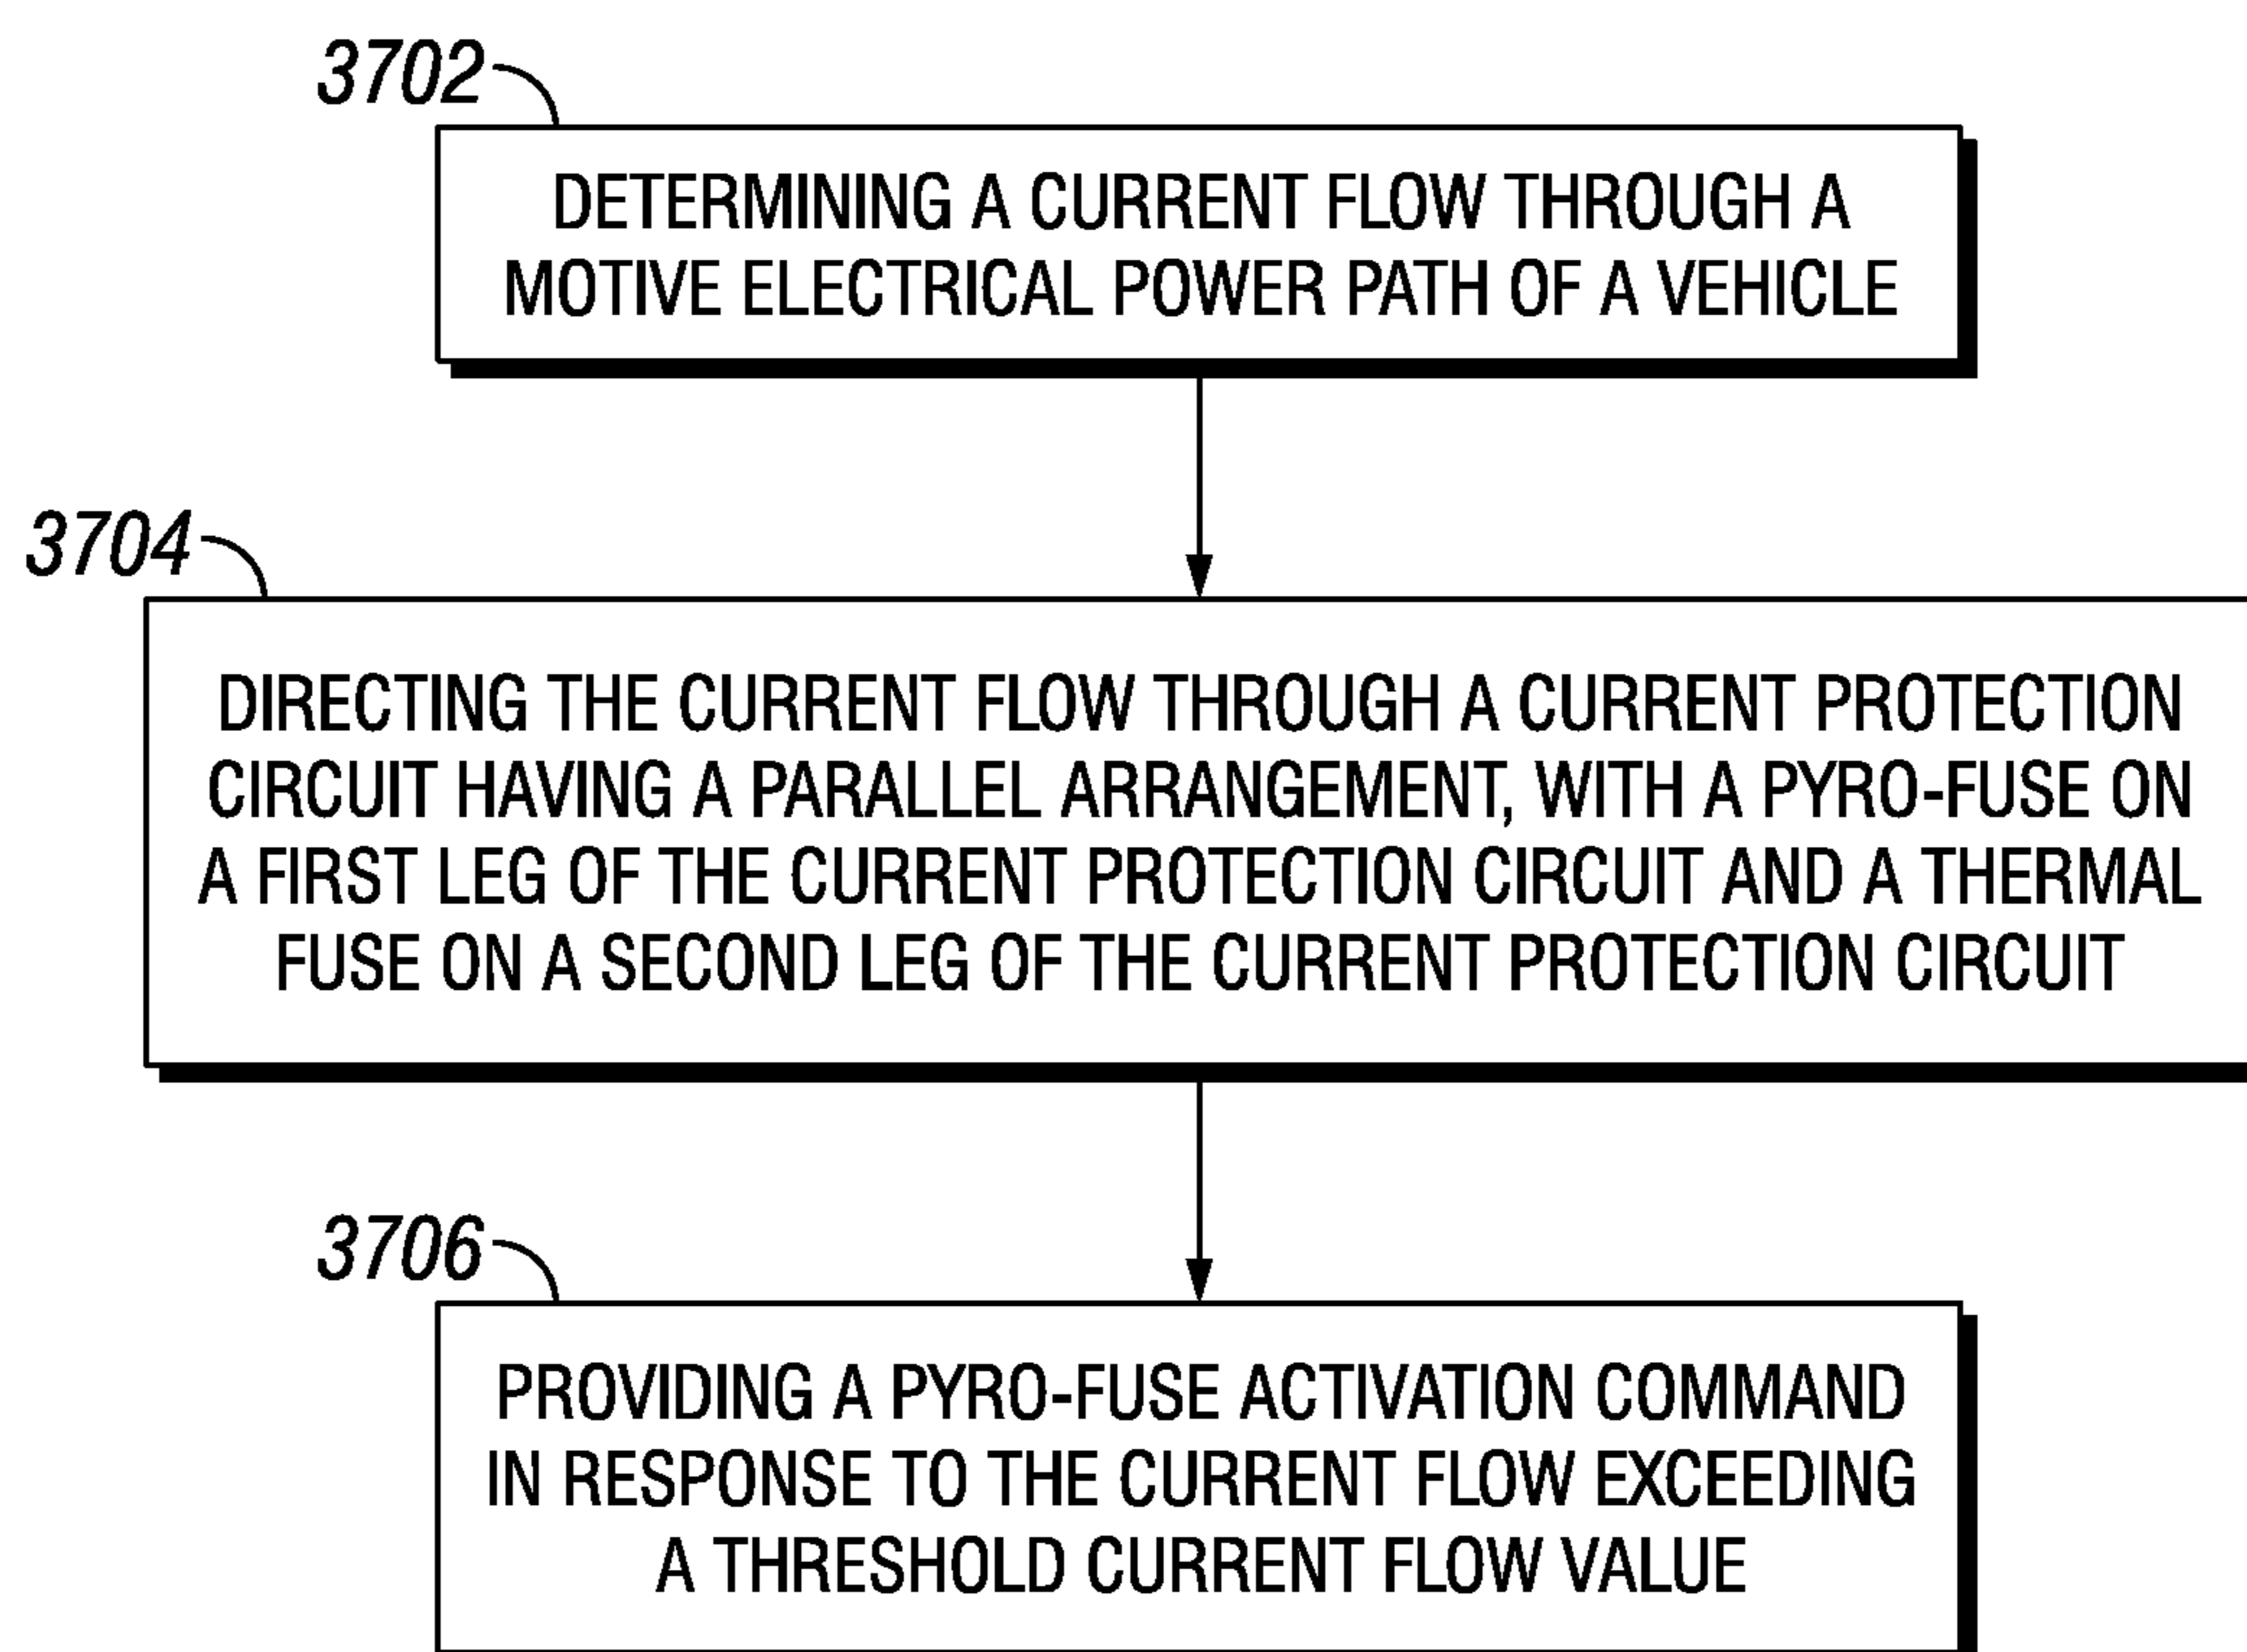 3702
DETERMINING A CURRENT FLOW THROUGH A
MOTIVE ELECTRICAL POWER PATH OF A VEHICLE
3704
DIRECTING THE CURRENT FLOW THROUGH A CURRENT PROTECTION
CIRCUIT HAVING A PARALLEL ARRANGEMENT, WITH A PYRO-FUSE ON
A FIRST LEG OF THE CURRENT PROTECTION CIRCUIT AND A THERMAL
FUSE ON A SECOND LEG OF THE CURRENT PROTECTION CIRCUIT
3706
PROVIDING A PYRO-FUSE ACTIVATION COMMAND
IN RESPONSE TO THE CURRENT FLOW EXCEEDING
A THRESHOLD CURRENT FLOW VALUE